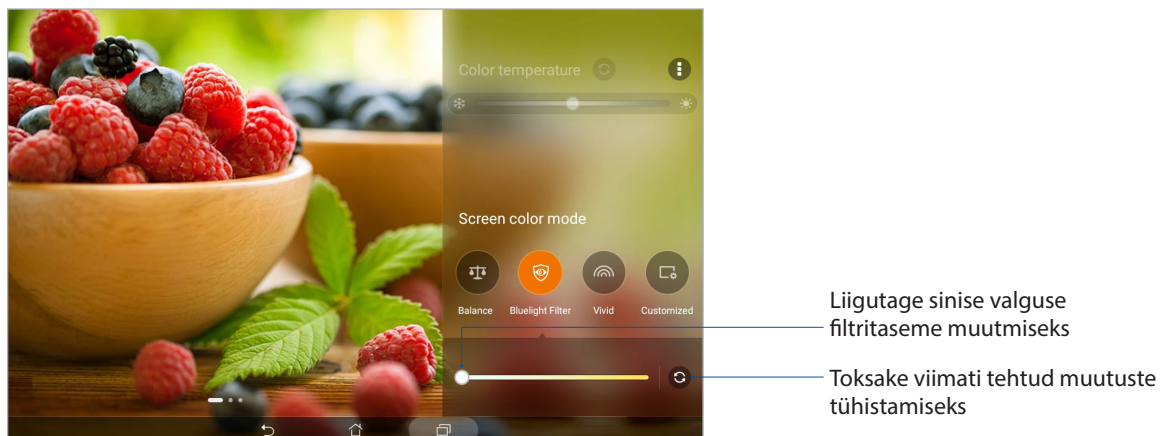 Color temperature
Screen color mode
Balance
Bluelight Filter
Vivid
Customized
Liigutage sinise valguse
filtritaseme muutmiseks
Toksake viimati tehtud muutuste
tühistamiseks